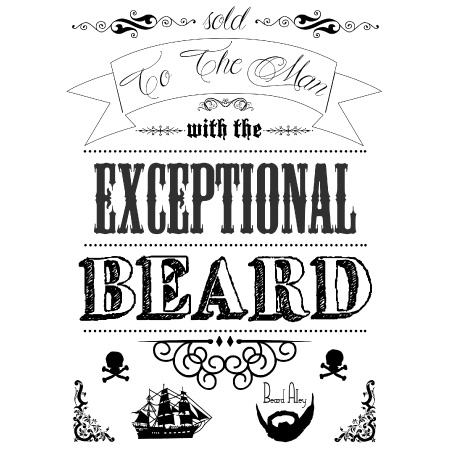 sold
To The Man
with the
EXCEPTIONAL
BEARD
Beard Alley